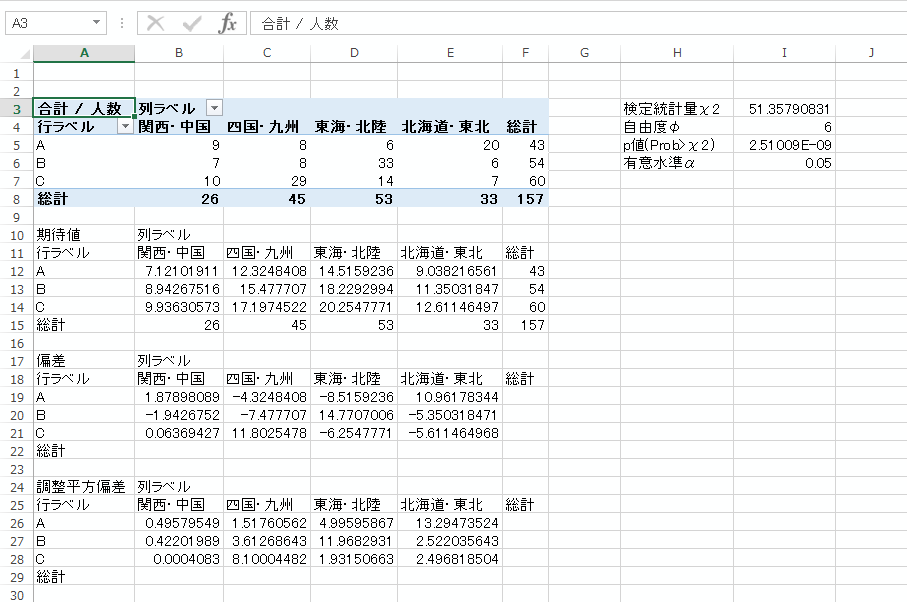 A3 fx 合計 / 人数
A B C D E F G H I J
1
2
3 合計 / 人数 列ラベル 検定統計量χ2 51.35790831
4 行ラベル 関西・中国 四国・九州 東海・北陸 北海道・東北 総計 自由度φ 6
5 A 9 8 6 20 43 p値(Prob>χ2) 2.51009E-09
6 B 7 8 33 6 54 有意水準α 0.05
7 C 10 29 14 7 60
8 総計 26 45 53 33 157
9
10 期待値 列ラベル
11 行ラベル 関西・中国 四国・九州 東海・北陸 北海道・東北 総計
12 A 7.12101911 12.3248408 14.5159236 9.038216561 43
13 B 8.94267516 15.477707 18.2292994 11.35031847 54
14 C 9.93630573 17.1974522 20.2547771 12.61146497 60
15 総計 26 45 53 33 157
16
17 偏差 列ラベル
18 行ラベル 関西・中国 四国・九州 東海・北陸 北海道・東北 総計
19 A 1.87898089 -4.3248408 -8.5159236 10.96178344
20 B -1.9426752 -7.477707 14.7707006 -5.350318471
21 C 0.06369427 11.8025478 -6.2547771 -5.611464968
22 総計
23
24 調整平方偏差 列ラベル
25 行ラベル 関西・中国 四国・九州 東海・北陸 北海道・東北 総計
26 A 0.49579549 1.51760562 4.99595867 13.29473524
27 B 0.42201989 3.61268643 11.9682931 2.522035643
28 C 0.0004083 8.10004482 1.93150663 2.496818504
29 総計
30